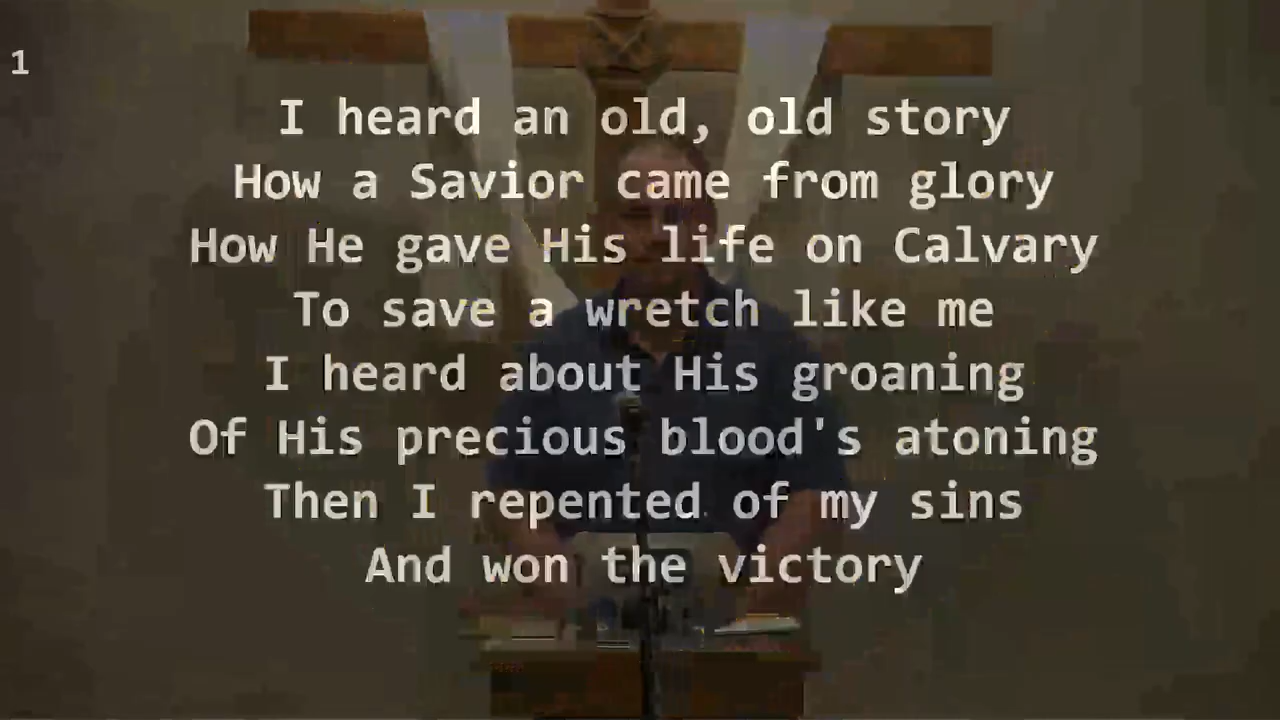 1
I heard an old, old story
How a Savior came from glory
How He gave His life on Calvary
To save a wretch like me
I heard about His groaning
Of His precious blood's atoning
Then I repented of my sins
And won the victory